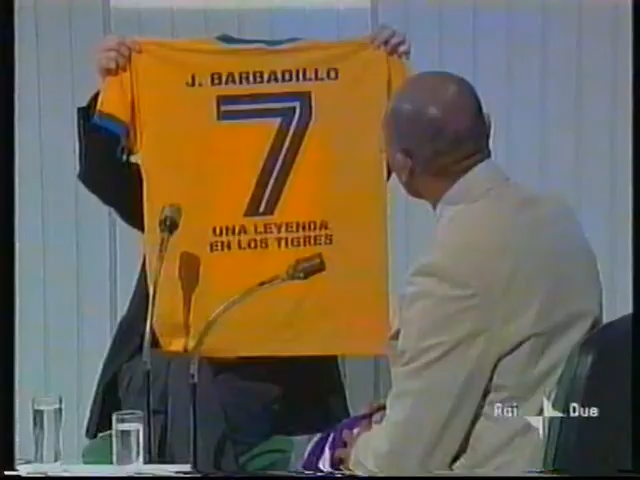 J. BARBADILLO
7
UNA LEYENDA
EN LOS TIGRES
Rai Due